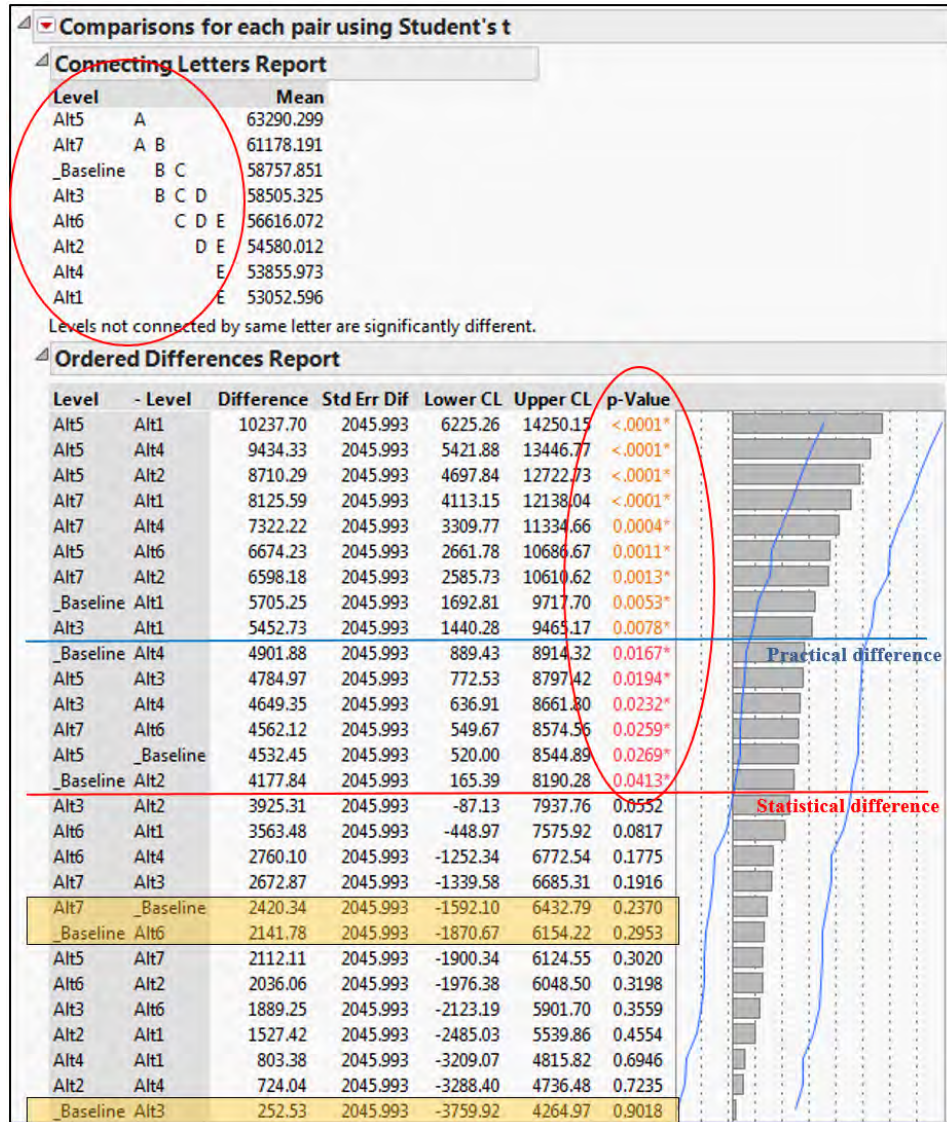 Comparisons for each pair using Student's t
Connecting Letters Report
Level Mean
Alt5 A 63290.299
Alt7 A B 61178.191
_Baseline B C 58757.851
Alt3 B C D 58505.325
Alt6 C D E 56616.072
Alt2 D E 54580.012
Alt4 E 53855.973
Alt1 E 53052.596
Levels not connected by same letter are significantly different.
Ordered Differences Report
Level - Level Difference Std Err Dif Lower CL Upper CL p-Value
Alt5 Alt1 10237.70 2045.993 6225.26 14250.15 <.0001*
Alt5 Alt4 9434.33 2045.993 5421.88 13446.77 <.0001*
Alt5 Alt2 8710.29 2045.993 4697.84 12722.73 <.0001*
Alt7 Alt1 8125.59 2045.993 4113.15 12138.04 <.0001*
Alt7 Alt4 7322.22 2045.993 3309.77 11334.66 0.0004*
Alt5 Alt6 6674.23 2045.993 2661.78 10686.67 0.0011*
Alt7 Alt2 6598.18 2045.993 2585.73 10610.62 0.0013*
_Baseline Alt1 5705.25 2045.993 1692.81 9717.70 0.0053*
Alt3 Alt1 5452.73 2045.993 1440.28 9465.17 0.0078*
_Baseline Alt4 4901.88 2045.993 889.43 8914.32 0.0167* Practical difference
Alt5 Alt3 4784.97 2045.993 772.53 8797.42 0.0194*
Alt3 Alt4 4649.35 2045.993 636.91 8661.80 0.0232*
Alt7 Alt6 4562.12 2045.993 549.67 8574.56 0.0259*
Alt5 _Baseline 4532.45 2045.993 520.00 8544.89 0.0269*
_Baseline Alt2 4177.84 2045.993 165.39 8190.28 0.0413*
Alt3 Alt2 3925.31 2045.993 -87.13 7937.76 0.0552 Statistical difference
Alt6 Alt1 3563.48 2045.993 -448.97 7575.92 0.0817
Alt6 Alt4 2760.10 2045.993 -1252.34 6772.54 0.1775
Alt7 Alt3 2672.87 2045.993 -1339.58 6685.31 0.1916
Alt7 _Baseline 2420.34 2045.993 -1592.10 6432.79 0.2370
_Baseline Alt6 2141.78 2045.993 -1870.67 6154.22 0.2953
Alt5 Alt7 2112.11 2045.993 -1900.34 6124.55 0.3020
Alt6 Alt2 2036.06 2045.993 -1976.38 6048.50 0.3198
Alt3 Alt6 1889.25 2045.993 -2123.19 5901.70 0.3559
Alt2 Alt1 1527.42 2045.993 -2485.03 5539.86 0.4554
Alt4 Alt1 803.38 2045.993 -3209.07 4815.82 0.6946
Alt2 Alt4 724.04 2045.993 -3288.40 4736.48 0.7235
_Baseline Alt3 252.53 2045.993 -3759.92 4264.97 0.9018